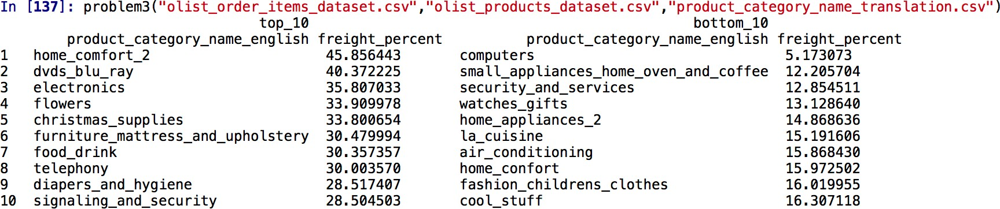 In [137]: problem3("olist_order_items_dataset.csv","olist_products_dataset.csv","product_category_name_translation.csv")
top_10 bottom_10
product_category_name_english freight_percent product_category_name_english freight_percent
1 home_comfort_2 45.856443 computers 5.173073
2 dvds_blu_ray 40.372225 small_appliances_home_oven_and_coffee 12.205704
3 electronics 35.807033 security_and_services 12.854511
4 flowers 33.909978 watches_gifts 13.128640
5 christmas_supplies 33.800654 home_appliances_2 14.868636
6 furniture_mattress_and_upholstery 30.479994 la_cuisine 15.191606
7 food_drink 30.357357 air_conditioning 15.868430
8 telephony 30.003570 home_confort 15.972502
9 diapers_and_hygiene 28.517407 fashion_childrens_clothes 16.019955
10 signaling_and_security 28.504503 cool_stuff 16.307118